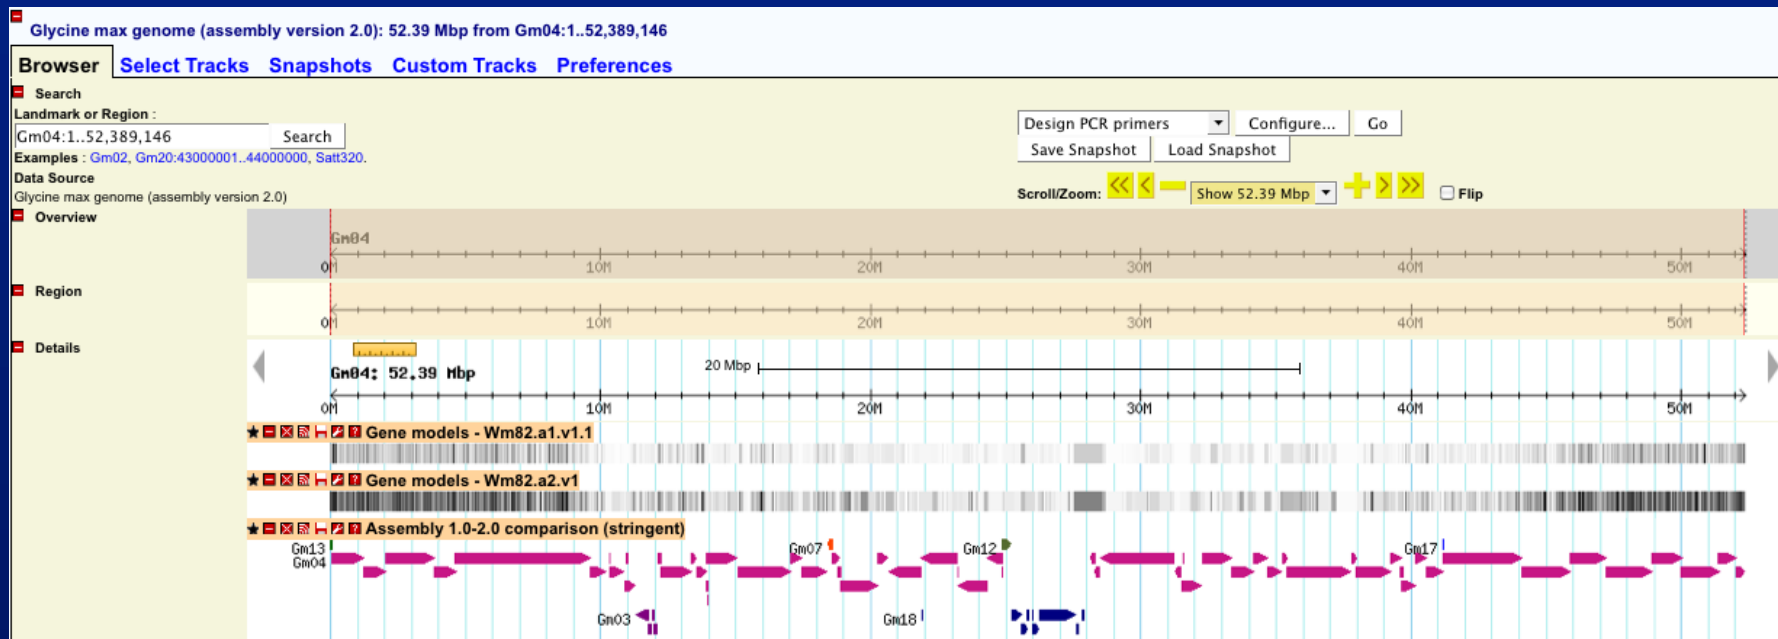 Glycine max genome (assembly version 2.0): 52.39 Mbp from Gm04:1..52,389,146
Browser Select Tracks Snapshots Custom Tracks Preferences
Search
Landmark or Region :
Gm04:1..52,389,146 Search
Examples : Gm02, Gm20:43000001..44000000, Satt320.
Data Source
Glycine max genome (assembly version 2.0)
Design PCR primers Configure... Go
Save Snapshot Load Snapshot
Scroll/Zoom: << < Show 52.39 Mbp > >> Flip
Overview
Gm04
0M 10M 20M 30M 40M 50M
Region
0M 10M 20M 30M 40M 50M
Details
Gm04: 52.39 Mbp
20 Mbp
0M 10M 20M 30M 40M 50M
Gene models - Wm82.a1.v1.1
Gene models - Wm82.a2.v1
Assembly 1.0-2.0 comparison (stringent)
Gm13 Gm07 Gm12 Gm17
Gm04
Gm03 Gm18